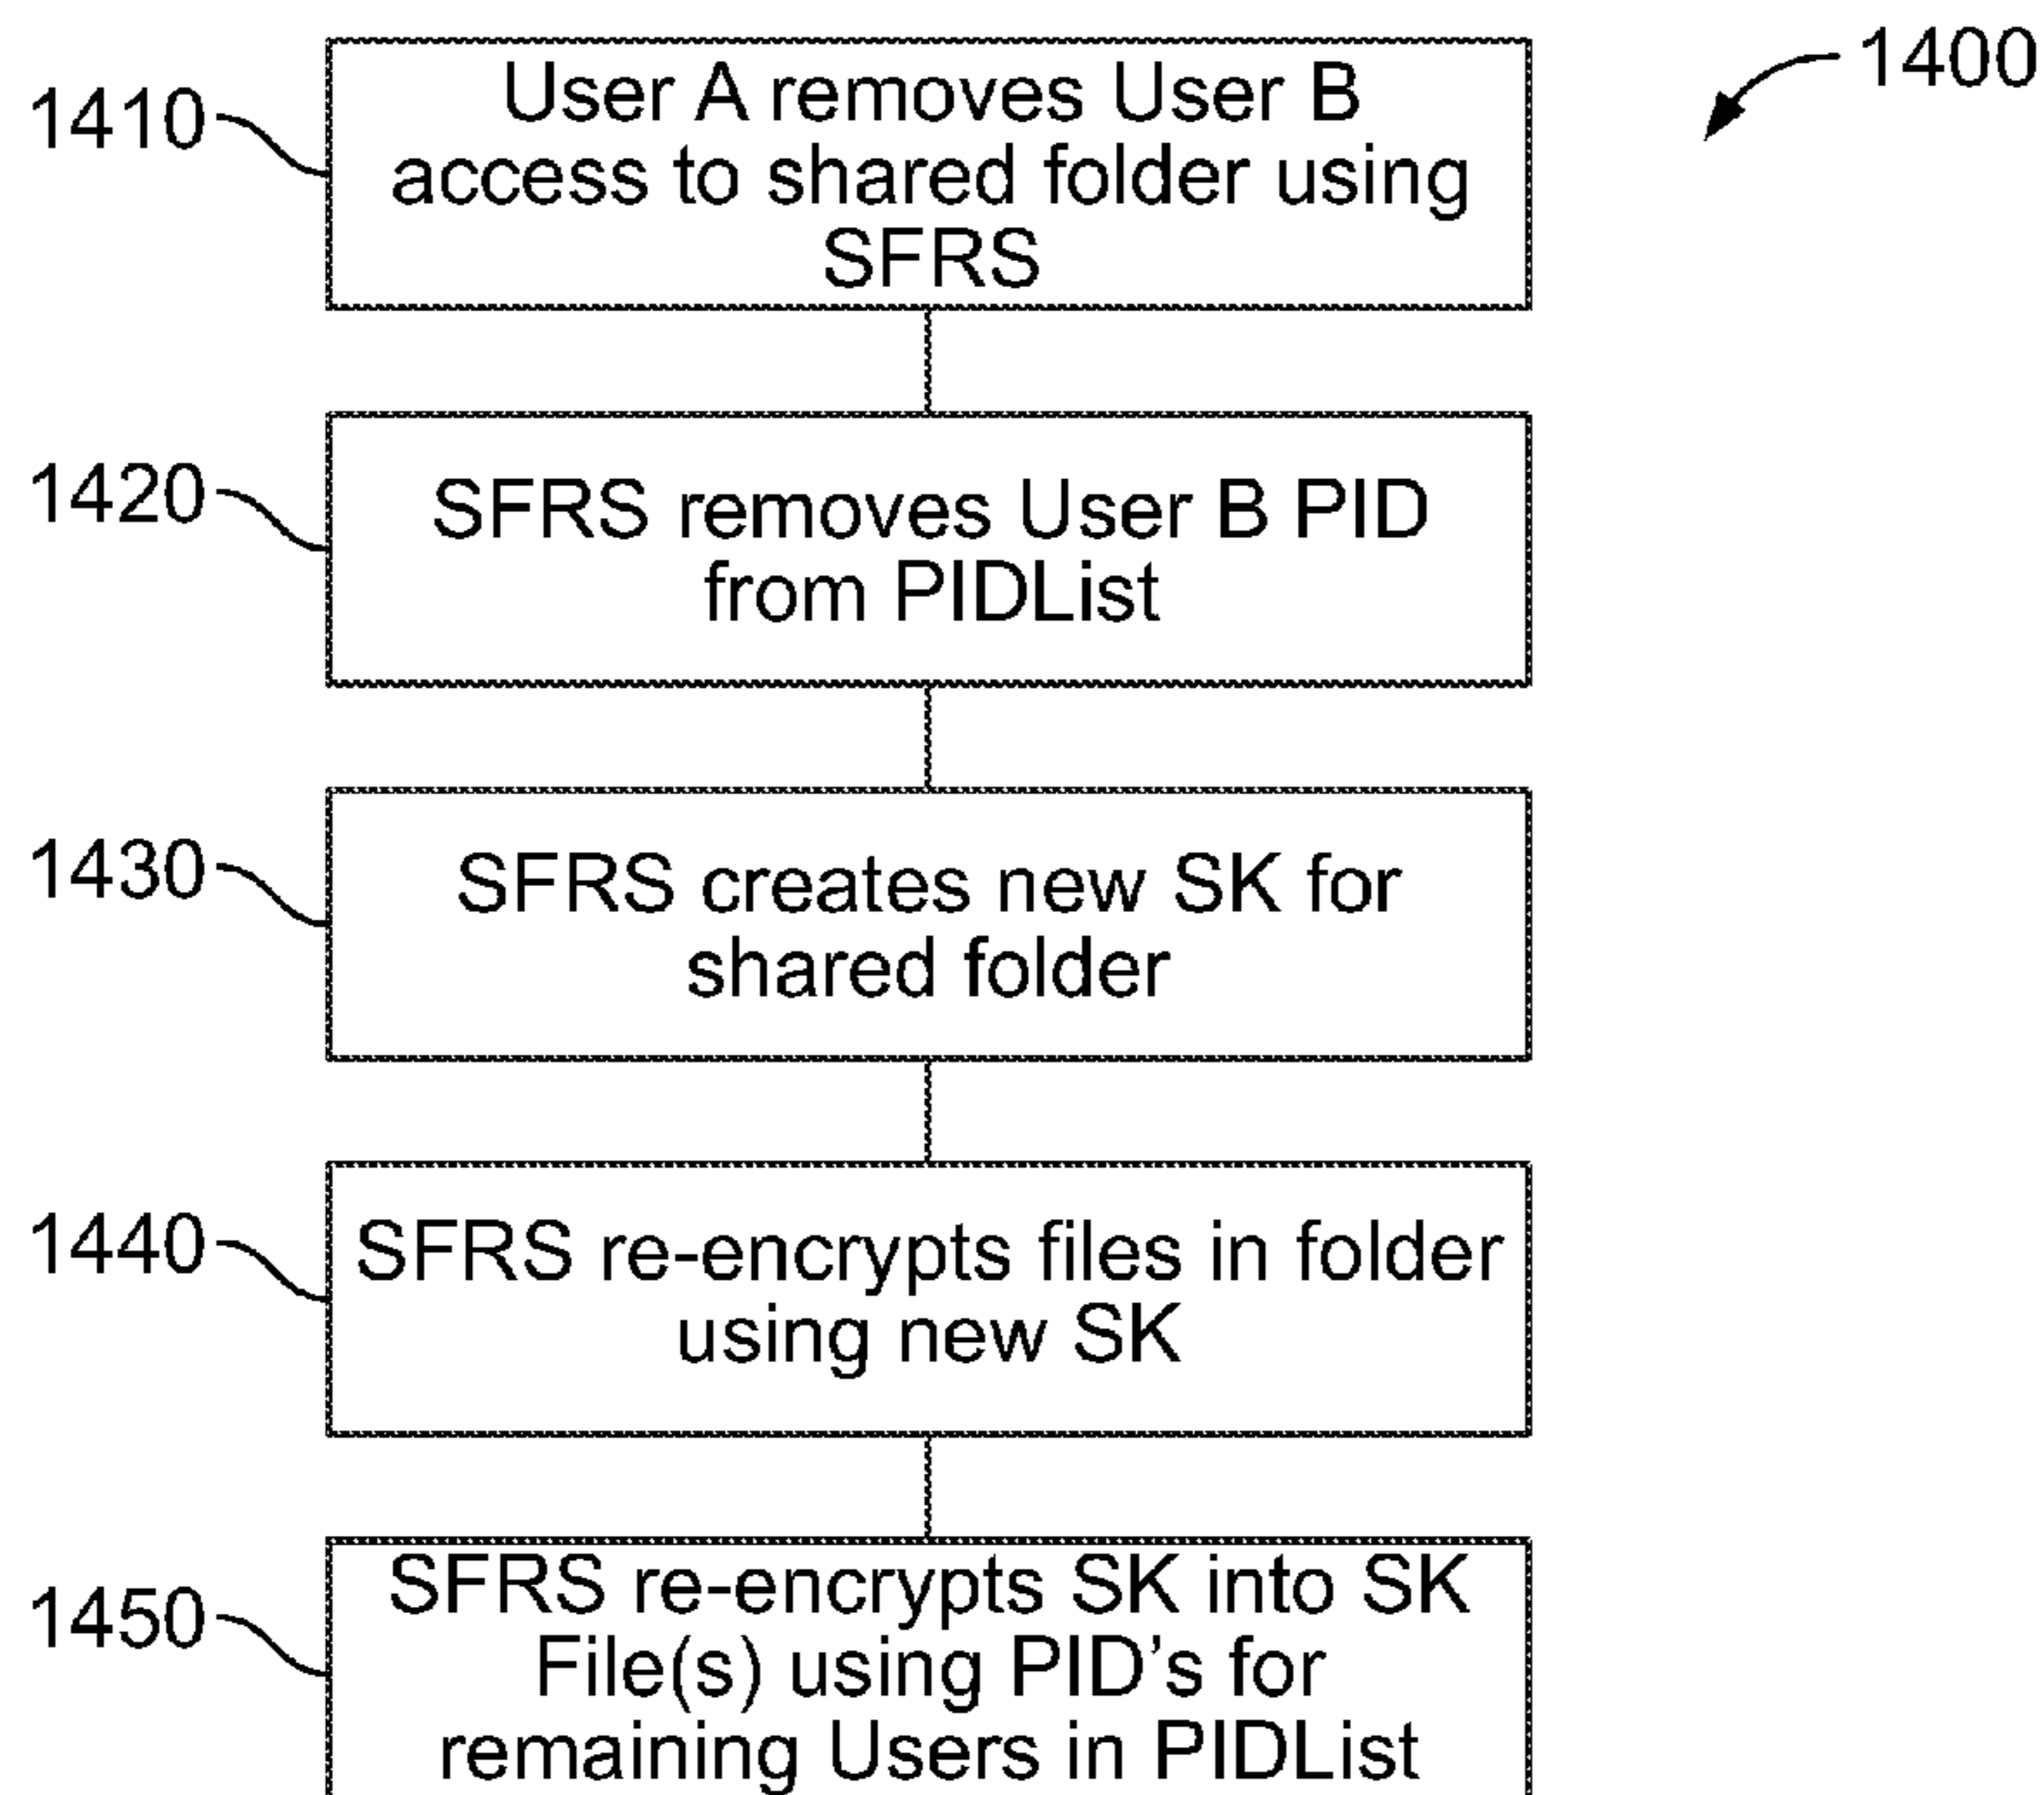 1400
1410
User A removes User B
access to shared folder using
SFRS
1420
SFRS removes User B PID
from PIDList
1430
SFRS creates new SK for
shared folder
1440
SFRS re-encrypts files in folder
using new SK
1450
SFRS re-encrypts SK into SK
File(s) using PID's for
remaining Users in PIDList